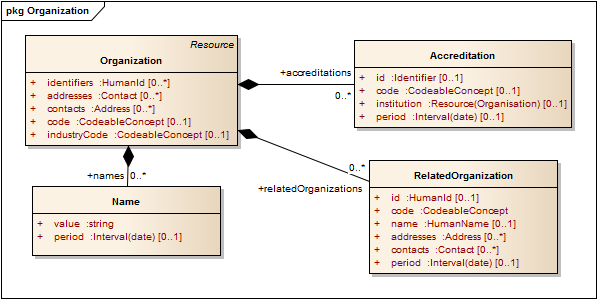 pkg Organization
Resource
Organization
+ identifiers :HumanId [0..*]
+ addresses :Contact [0..*]
+ contacts :Address [0..*]
+ code :CodeableConcept [0..1]
+ industryCode :CodeableConcept [0..1]
+accreditations
0..*
Accreditation
+ id :Identifier [0..1]
+ code :CodeableConcept [0..1]
+ institution :Resource(Organisation) [0..1]
+ period :Interval(date) [0..1]
+names 0..*
Name
+ value :string
+ period :Interval(date) [0..1]
0..*
+relatedOrganizations
RelatedOrganization
+ id :HumanId [0..1]
+ code :CodeableConcept
+ name :HumanName [0..1]
+ addresses :Address [0..*]
+ contacts :Contact [0..*]
+ period :Interval(date) [0..1]